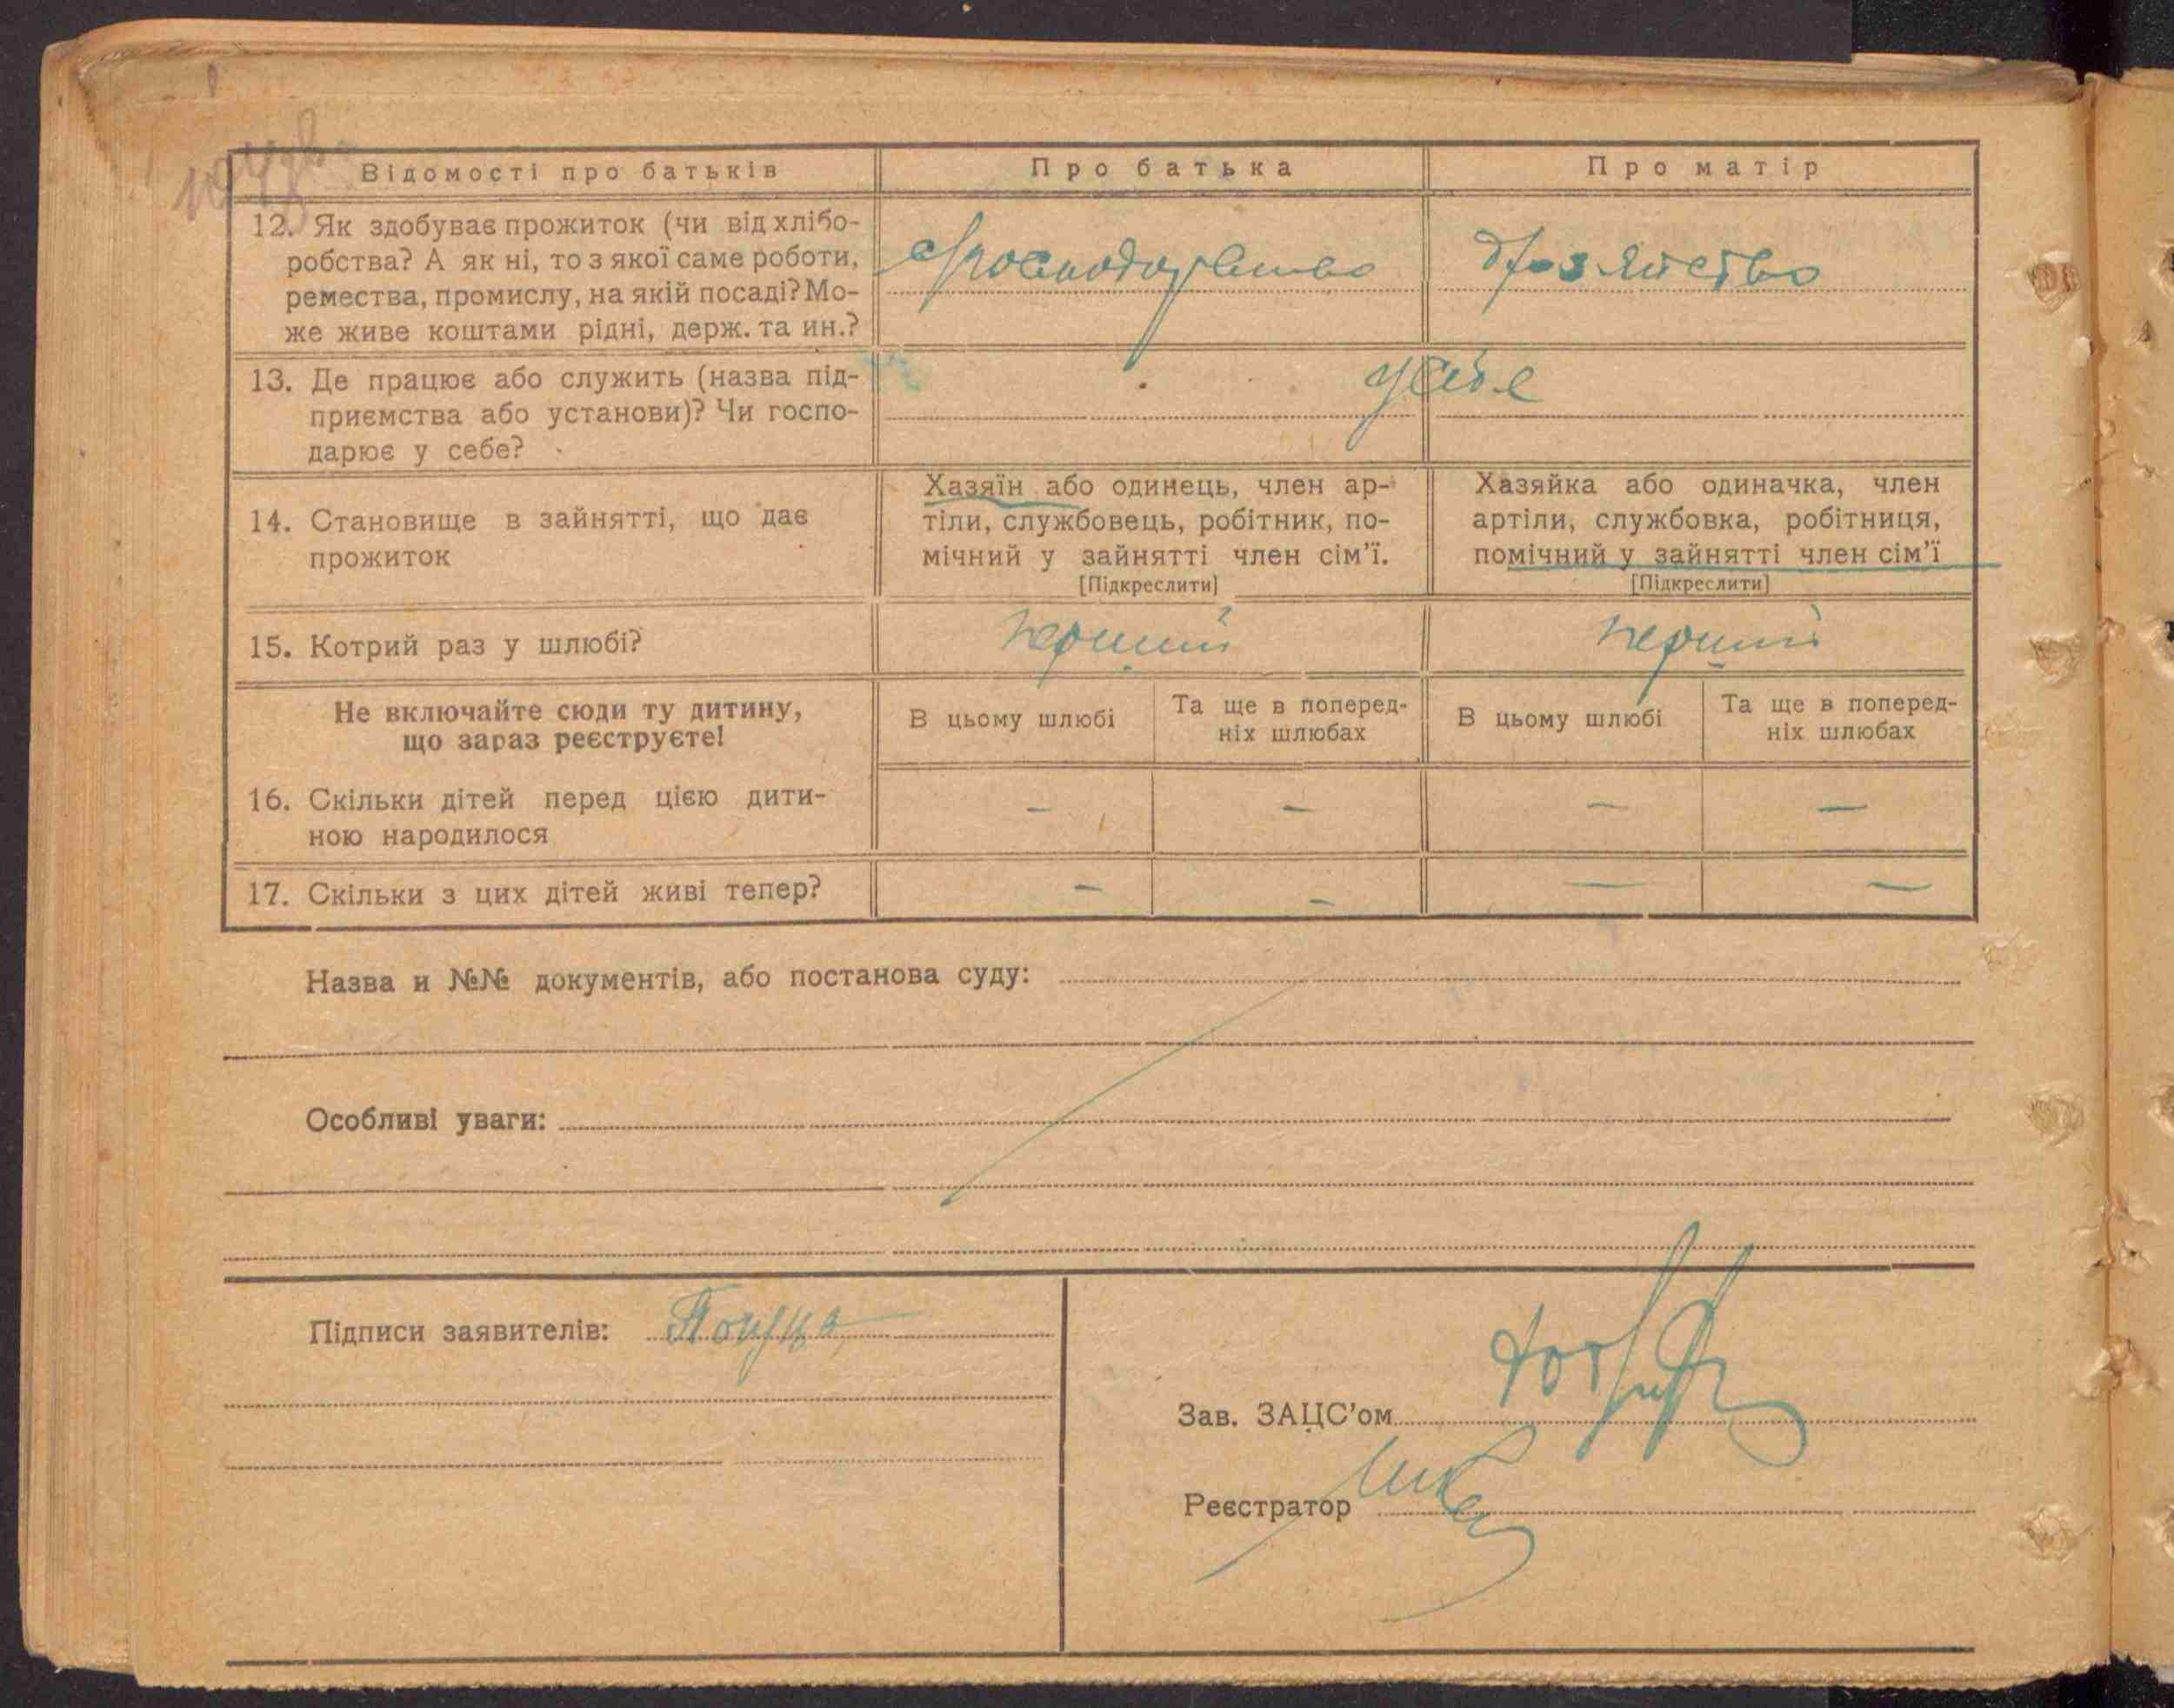 Відомості про батьків
Про батька
Про матір
12. Як здобуває прожиток (чи від хлібо-
робства? А як ні, то з якої саме роботи,
ремества, промислу, на якій посаді? Мо-
же живе коштами рідні, держ. та ин.?
13. Де працює або служить (назва під-
приємства або установи)? Чи госпо-
дарює у себе?
у себе
14. Становище в зайнятті, що дає
прожиток
Хазяїн або одинець, член ар-
тіли, службовець, робітник, по-
мічний у зайнятті член сім'ї.
[Підкреслити]
Хазяйка або одиначка, член
артіли, службовка, робітниця,
помічний у зайнятті член сім'ї
[Підкреслити]
15. Котрий раз у шлюбі?
перший
перший
Не включайте сюди ту дитину,
що зараз реєструєте!
В цьому шлюбі
Та ще в поперед-
ніх шлюбах
В цьому шлюбі
Та ще в поперед-
ніх шлюбах
16. Скільки дітей перед цією дити-
ною народилося
– – – –
17. Скільки з цих дітей живі тепер?
– – – –
Назва и №№ документів, або постанова суду:
Особливі уваги:
Підписи заявителів:
Зав. ЗАЦС'ом
Реєстратор